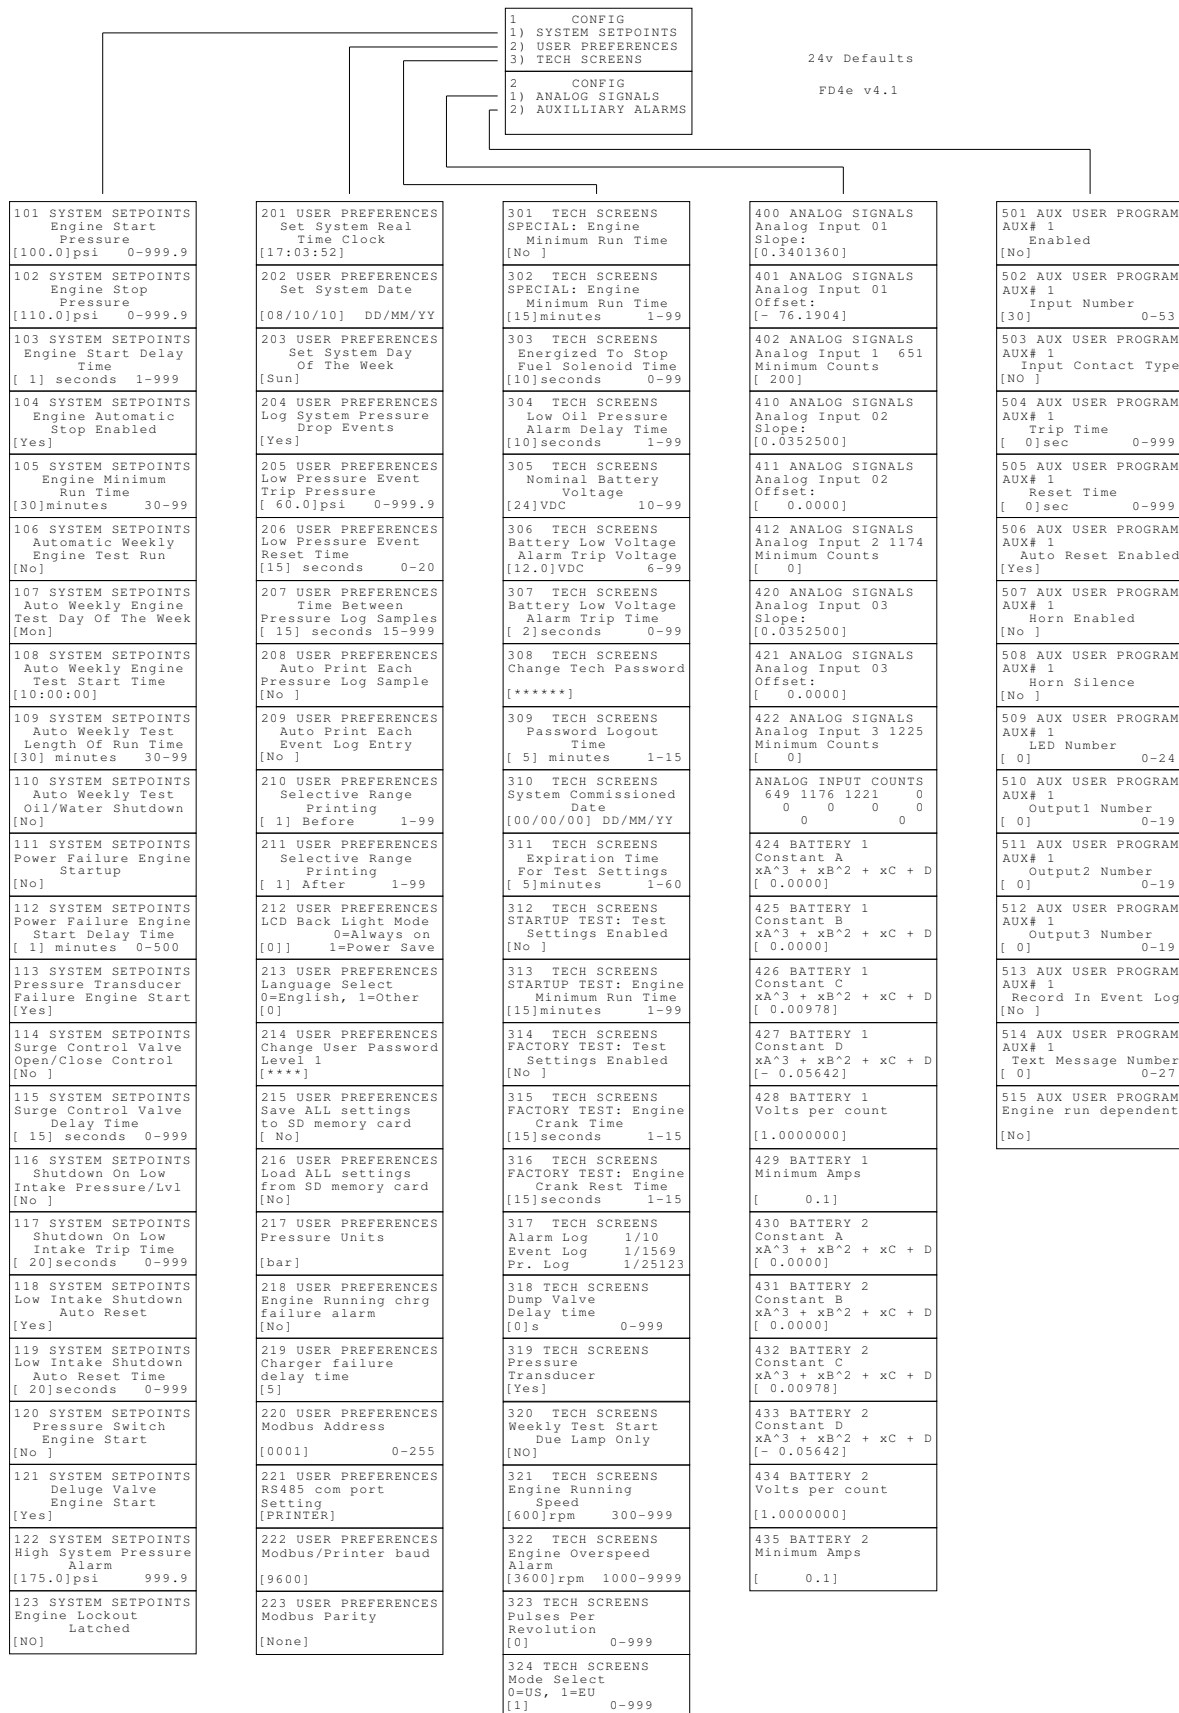 1      CONFIG
1) SYSTEM SETPOINTS
2) USER PREFERENCES
3) TECH SCREENS
2      CONFIG
1) ANALOG SIGNALS
2) AUXILLIARY ALARMS
24v Defaults
FD4e v4.1
101 SYSTEM SETPOINTS
Engine Start
Pressure
[100.0]psi   0-999.9
102 SYSTEM SETPOINTS
Engine Stop
Pressure
[110.0]psi   0-999.9
103 SYSTEM SETPOINTS
Engine Start Delay
Time
[ 1] seconds  1-999
104 SYSTEM SETPOINTS
Engine Automatic
Stop Enabled
[Yes]
105 SYSTEM SETPOINTS
Engine Minimum
Run Time
[30]minutes    30-99
106 SYSTEM SETPOINTS
Automatic Weekly
Engine Test Run
[No]
107 SYSTEM SETPOINTS
Auto Weekly Engine
Test Day Of The Week
[Mon]
108 SYSTEM SETPOINTS
Auto Weekly Engine
Test Start Time
[10:00:00]
109 SYSTEM SETPOINTS
Auto Weekly Test
Length Of Run Time
[30] minutes   30-99
110 SYSTEM SETPOINTS
Auto Weekly Test
Oil/Water Shutdown
[No]
111 SYSTEM SETPOINTS
Power Failure Engine
Startup
[No]
112 SYSTEM SETPOINTS
Power Failure Engine
Start Delay Time
[ 1] minutes  0-500
113 SYSTEM SETPOINTS
Pressure Transducer
Failure Engine Start
[Yes]
114 SYSTEM SETPOINTS
Surge Control Valve
Open/Close Control
[No ]
115 SYSTEM SETPOINTS
Surge Control Valve
Delay Time
[ 15] seconds  0-999
116 SYSTEM SETPOINTS
Shutdown On Low
Intake Pressure/Lvl
[No ]
117 SYSTEM SETPOINTS
Shutdown On Low
Intake Trip Time
[ 20]seconds   0-999
118 SYSTEM SETPOINTS
Low Intake Shutdown
Auto Reset
[Yes]
119 SYSTEM SETPOINTS
Low Intake Shutdown
Auto Reset Time
[ 20]seconds   0-999
120 SYSTEM SETPOINTS
Pressure Switch
Engine Start
[No ]
121 SYSTEM SETPOINTS
Deluge Valve
Engine Start
[Yes]
122 SYSTEM SETPOINTS
High System Pressure
Alarm
[175.0]psi     999.9
123 SYSTEM SETPOINTS
Engine Lockout
Latched
[NO]
201 USER PREFERENCES
Set System Real
Time Clock
[17:03:52]
202 USER PREFERENCES
Set System Date
[08/10/10]  DD/MM/YY
203 USER PREFERENCES
Set System Day
Of The Week
[Sun]
204 USER PREFERENCES
Log System Pressure
Drop Events
[Yes]
205 USER PREFERENCES
Low Pressure Event
Trip Pressure
[ 60.0]psi   0-999.9
206 USER PREFERENCES
Low Pressure Event
Reset Time
[15] seconds    0-20
207 USER PREFERENCES
Time Between
Pressure Log Samples
[ 15] seconds 15-999
208 USER PREFERENCES
Auto Print Each
Pressure Log Sample
[No ]
209 USER PREFERENCES
Auto Print Each
Event Log Entry
[No ]
210 USER PREFERENCES
Selective Range
Printing
[ 1] Before     1-99
211 USER PREFERENCES
Selective Range
Printing
[ 1] After     1-99
212 USER PREFERENCES
LCD Back Light Mode
0=Always on
[0]]    1=Power Save
213 USER PREFERENCES
Language Select
0=English, 1=Other
[0]
214 USER PREFERENCES
Change User Password
Level 1
[****]
215 USER PREFERENCES
Save ALL settings
to SD memory card
[ No]
216 USER PREFERENCES
Load ALL settings
from SD memory card
[No]
217 USER PREFERENCES
Pressure Units
[bar]
218 USER PREFERENCES
Engine Running chrg
failure alarm
[No]
219 USER PREFERENCES
Charger failure
delay time
[5]
220 USER PREFERENCES
Modbus Address
[0001]         0-255
221 USER PREFERENCES
RS485 com port
Setting
[PRINTER]
222 USER PREFERENCES
Modbus/Printer baud
[9600]
223 USER PREFERENCES
Modbus Parity
[None]
301  TECH SCREENS
SPECIAL: Engine
Minimum Run Time
[No ]
302  TECH SCREENS
SPECIAL: Engine
Minimum Run Time
[15]minutes     1-99
303  TECH SCREENS
Energized To Stop
Fuel Solenoid Time
[10]seconds     0-99
304  TECH SCREENS
Low Oil Pressure
Alarm Delay Time
[10]seconds     1-99
305  TECH SCREENS
Nominal Battery
Voltage
[24]VDC        10-99
306  TECH SCREENS
Battery Low Voltage
Alarm Trip Voltage
[12.0]VDC       6-99
307  TECH SCREENS
Battery Low Voltage
Alarm Trip Time
[ 2]seconds     0-99
308  TECH SCREENS
Change Tech Password
[******]
309  TECH SCREENS
Password Logout
Time
[ 5] minutes    1-15
310  TECH SCREENS
System Commissioned
Date
[00/00/00] DD/MM/YY
311  TECH SCREENS
Expiration Time
For Test Settings
[ 5]minutes     1-60
312  TECH SCREENS
STARTUP TEST: Test
Settings Enabled
[No ]
313  TECH SCREENS
STARTUP TEST: Engine
Minimum Run Time
[15]minutes     1-99
314  TECH SCREENS
FACTORY TEST: Test
Settings Enabled
[No ]
315  TECH SCREENS
FACTORY TEST: Engine
Crank Time
[15]seconds     1-15
316  TECH SCREENS
FACTORY TEST: Engine
Crank Rest Time
[15]seconds     1-15
317  TECH SCREENS
Alarm Log    1/10
Event Log    1/1569
Pr. Log      1/25123
318 TECH SCREENS
Dump Valve
Delay time
[0]s         0-999
319 TECH SCREENS
Pressure
Transducer
[Yes]
320  TECH SCREENS
Weekly Test Start
Due Lamp Only
[NO]
321  TECH SCREENS
Engine Running
Speed
[600]rpm    300-999
322  TECH SCREENS
Engine Overspeed
Alarm
[3600]rpm  1000-9999
323 TECH SCREENS
Pulses Per
Revolution
[0]         0-999
324 TECH SCREENS
Mode Select
0=US, 1=EU
[1]         0-999
400 ANALOG SIGNALS
Analog Input 01
Slope:
[0.3401360]
401 ANALOG SIGNALS
Analog Input 01
Offset:
[- 76.1904]
402 ANALOG SIGNALS
Analog Input 1  651
Minimum Counts
[ 200]
410 ANALOG SIGNALS
Analog Input 02
Slope:
[0.0352500]
411 ANALOG SIGNALS
Analog Input 02
Offset:
[   0.0000]
412 ANALOG SIGNALS
Analog Input 2 1174
Minimum Counts
[   0]
420 ANALOG SIGNALS
Analog Input 03
Slope:
[0.0352500]
421 ANALOG SIGNALS
Analog Input 03
Offset:
[   0.0000]
422 ANALOG SIGNALS
Analog Input 3 1225
Minimum Counts
[   0]
ANALOG INPUT COUNTS
649 1176 1221    0
0    0    0    0
0         0
424 BATTERY 1
Constant A
xA^3 + xB^2 + xC + D
[ 0.0000]
425 BATTERY 1
Constant B
xA^3 + xB^2 + xC + D
[ 0.0000]
426 BATTERY 1
Constant C
xA^3 + xB^2 + xC + D
[ 0.00978]
427 BATTERY 1
Constant D
xA^3 + xB^2 + xC + D
[- 0.05642]
428 BATTERY 1
Volts per count
[1.0000000]
429 BATTERY 1
Minimum Amps
[     0.1]
430 BATTERY 2
Constant A
xA^3 + xB^2 + xC + D
[ 0.0000]
431 BATTERY 2
Constant B
xA^3 + xB^2 + xC + D
[ 0.0000]
432 BATTERY 2
Constant C
xA^3 + xB^2 + xC + D
[ 0.00978]
433 BATTERY 2
Constant D
xA^3 + xB^2 + xC + D
[- 0.05642]
434 BATTERY 2
Volts per count
[1.0000000]
435 BATTERY 2
Minimum Amps
[     0.1]
501 AUX USER PROGRAM
AUX# 1
Enabled
[No]
502 AUX USER PROGRAM
AUX# 1
Input Number
[30]            0-53
503 AUX USER PROGRAM
AUX# 1
Input Contact Type
[NO ]
504 AUX USER PROGRAM
AUX# 1
Trip Time
[  0]sec       0-999
505 AUX USER PROGRAM
AUX# 1
Reset Time
[  0]sec       0-999
506 AUX USER PROGRAM
AUX# 1
Auto Reset Enabled
[Yes]
507 AUX USER PROGRAM
AUX# 1
Horn Enabled
[No ]
508 AUX USER PROGRAM
AUX# 1
Horn Silence
[No ]
509 AUX USER PROGRAM
AUX# 1
LED Number
[ 0]            0-24
510 AUX USER PROGRAM
AUX# 1
Output1 Number
[ 0]            0-19
511 AUX USER PROGRAM
AUX# 1
Output2 Number
[ 0]            0-19
512 AUX USER PROGRAM
AUX# 1
Output3 Number
[ 0]            0-19
513 AUX USER PROGRAM
AUX# 1
Record In Event Log
[No ]
514 AUX USER PROGRAM
AUX# 1
Text Message Number
[ 0]            0-27
515 AUX USER PROGRAM
Engine run dependent
[No]